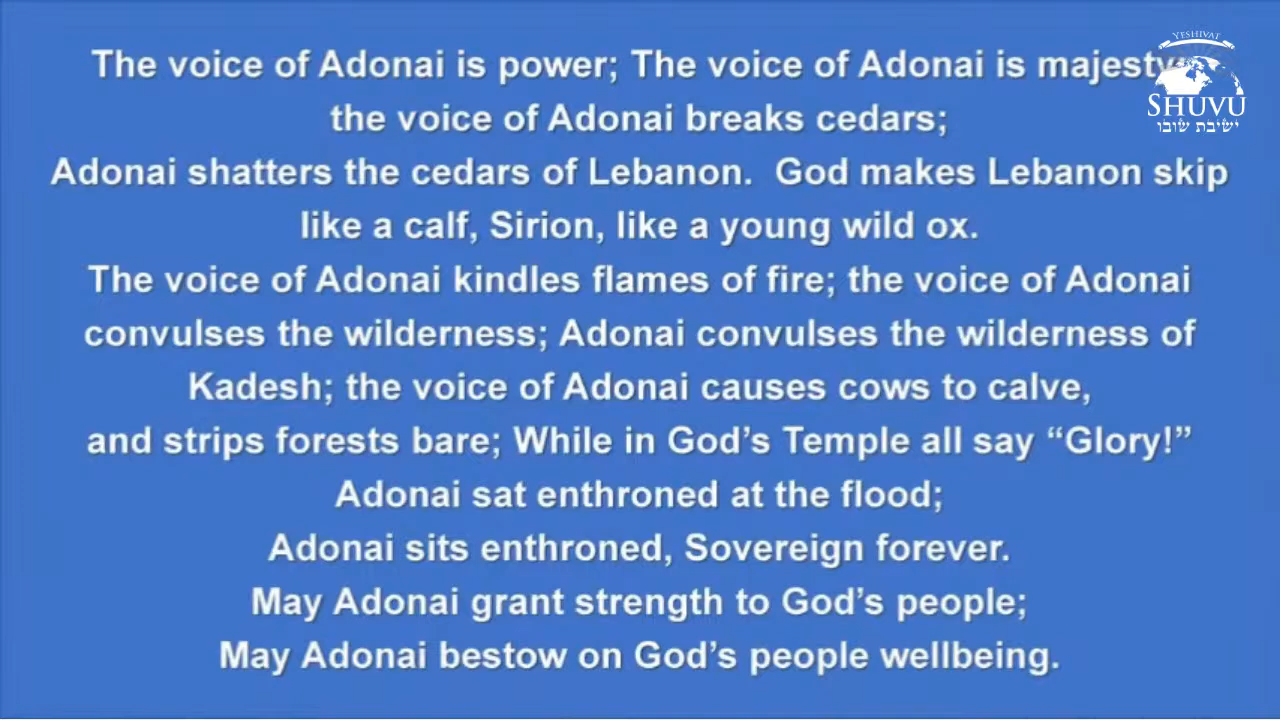 The voice of Adonai is power; The voice of Adonai is majesty
the voice of Adonai breaks cedars;
Adonai shatters the cedars of Lebanon.  God makes Lebanon skip
like a calf, Sirion, like a young wild ox.
The voice of Adonai kindles flames of fire; the voice of Adonai
convulses the wilderness; Adonai convulses the wilderness of
Kadesh; the voice of Adonai causes cows to calve,
and strips forests bare; While in God’s Temple all say “Glory!”
Adonai sat enthroned at the flood;
Adonai sits enthroned, Sovereign forever.
May Adonai grant strength to God’s people;
May Adonai bestow on God’s people wellbeing.
YESHIVAT
SHUVU
ישיבת שובו